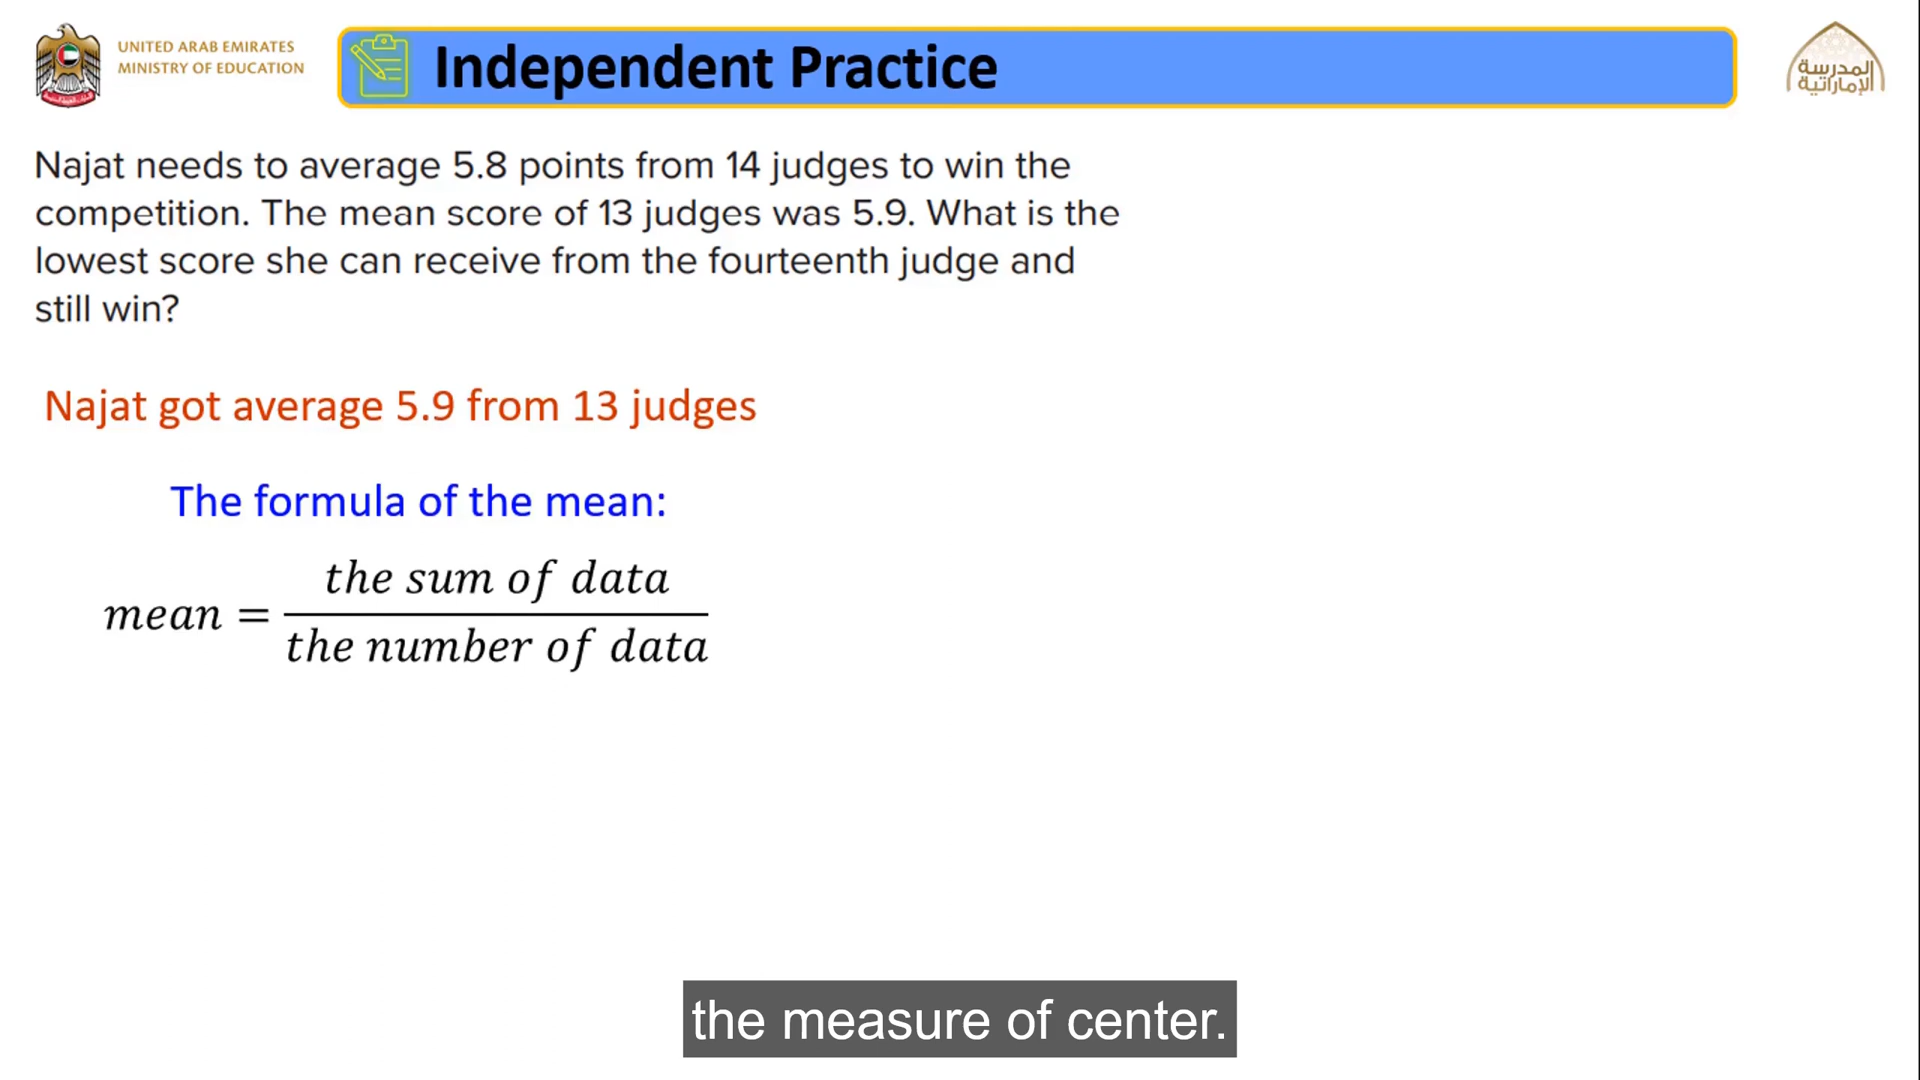 UNITED ARAB EMIRATES
MINISTRY OF EDUCATION
Independent Practice
المدرسة
الإماراتية
Najat needs to average 5.8 points from 14 judges to win the
competition. The mean score of 13 judges was 5.9. What is the
lowest score she can receive from the fourteenth judge and
still win?
Najat got average 5.9 from 13 judges
The formula of the mean:
mean = the sum of data / the number of data
the measure of center.